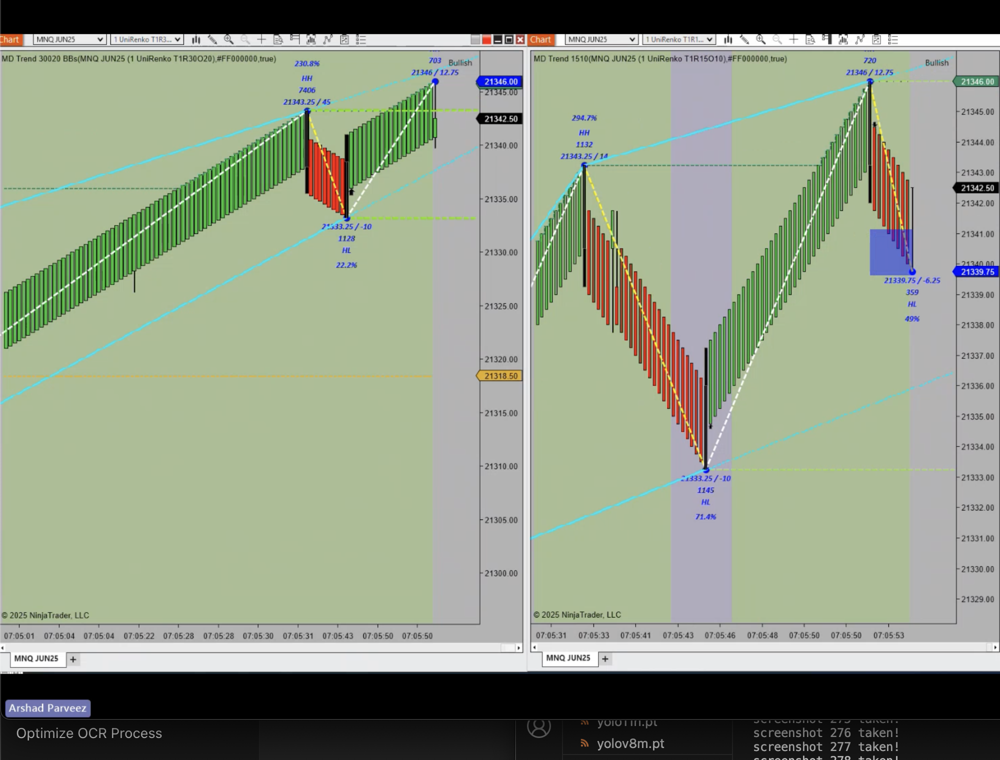 Chart MNQ JUN25 1 UniRenko T1R3...
MD Trend 30020 BBs(MNQ JUN25 (1 UniRenko T1R30O20),#FF000000,true)
Bullish
230.8%
HH
7406
21343.25 / 45
703
21346 / 12.75
21333.25 / -10
1128
HL
22.2%
21346.00
21345.00
21342.50
21340.00
21335.00
21330.00
21325.00
21320.00
21318.50
21315.00
21310.00
21305.00
21300.00
© 2025 NinjaTrader, LLC
07:05:01 07:05:04 07:05:04 07:05:22 07:05:28 07:05:28 07:05:30 07:05:31 07:05:43 07:05:50 07:05:50
MNQ JUN25 +
Chart MNQ JUN25 1 UniRenko T1R1...
MD Trend 1510(MNQ JUN25 (1 UniRenko T1R15O10),#FF000000,true)
Bullish
294.7%
HH
1132
21343.25 / 14
720
21346 / 12.75
21333.25 / -10
1145
HL
71.4%
21339.75 / -6.25
359
HL
49%
21346.00
21345.00
21344.00
21343.00
21342.50
21342.00
21341.00
21340.00
21339.75
21339.00
21338.00
21337.00
21336.00
21335.00
21334.00
21333.00
21332.00
21331.00
21330.00
21329.00
© 2025 NinjaTrader, LLC
07:05:31 07:05:33 07:05:41 07:05:43 07:05:46 07:05:48 07:05:50 07:05:50 07:05:53
MNQ JUN25 +
Arshad Parveez
Optimize OCR Process
yolo11n.pt
yolov8m.pt
screenshot 275 taken!
screenshot 276 taken!
screenshot 277 taken!
screenshot 278 taken!